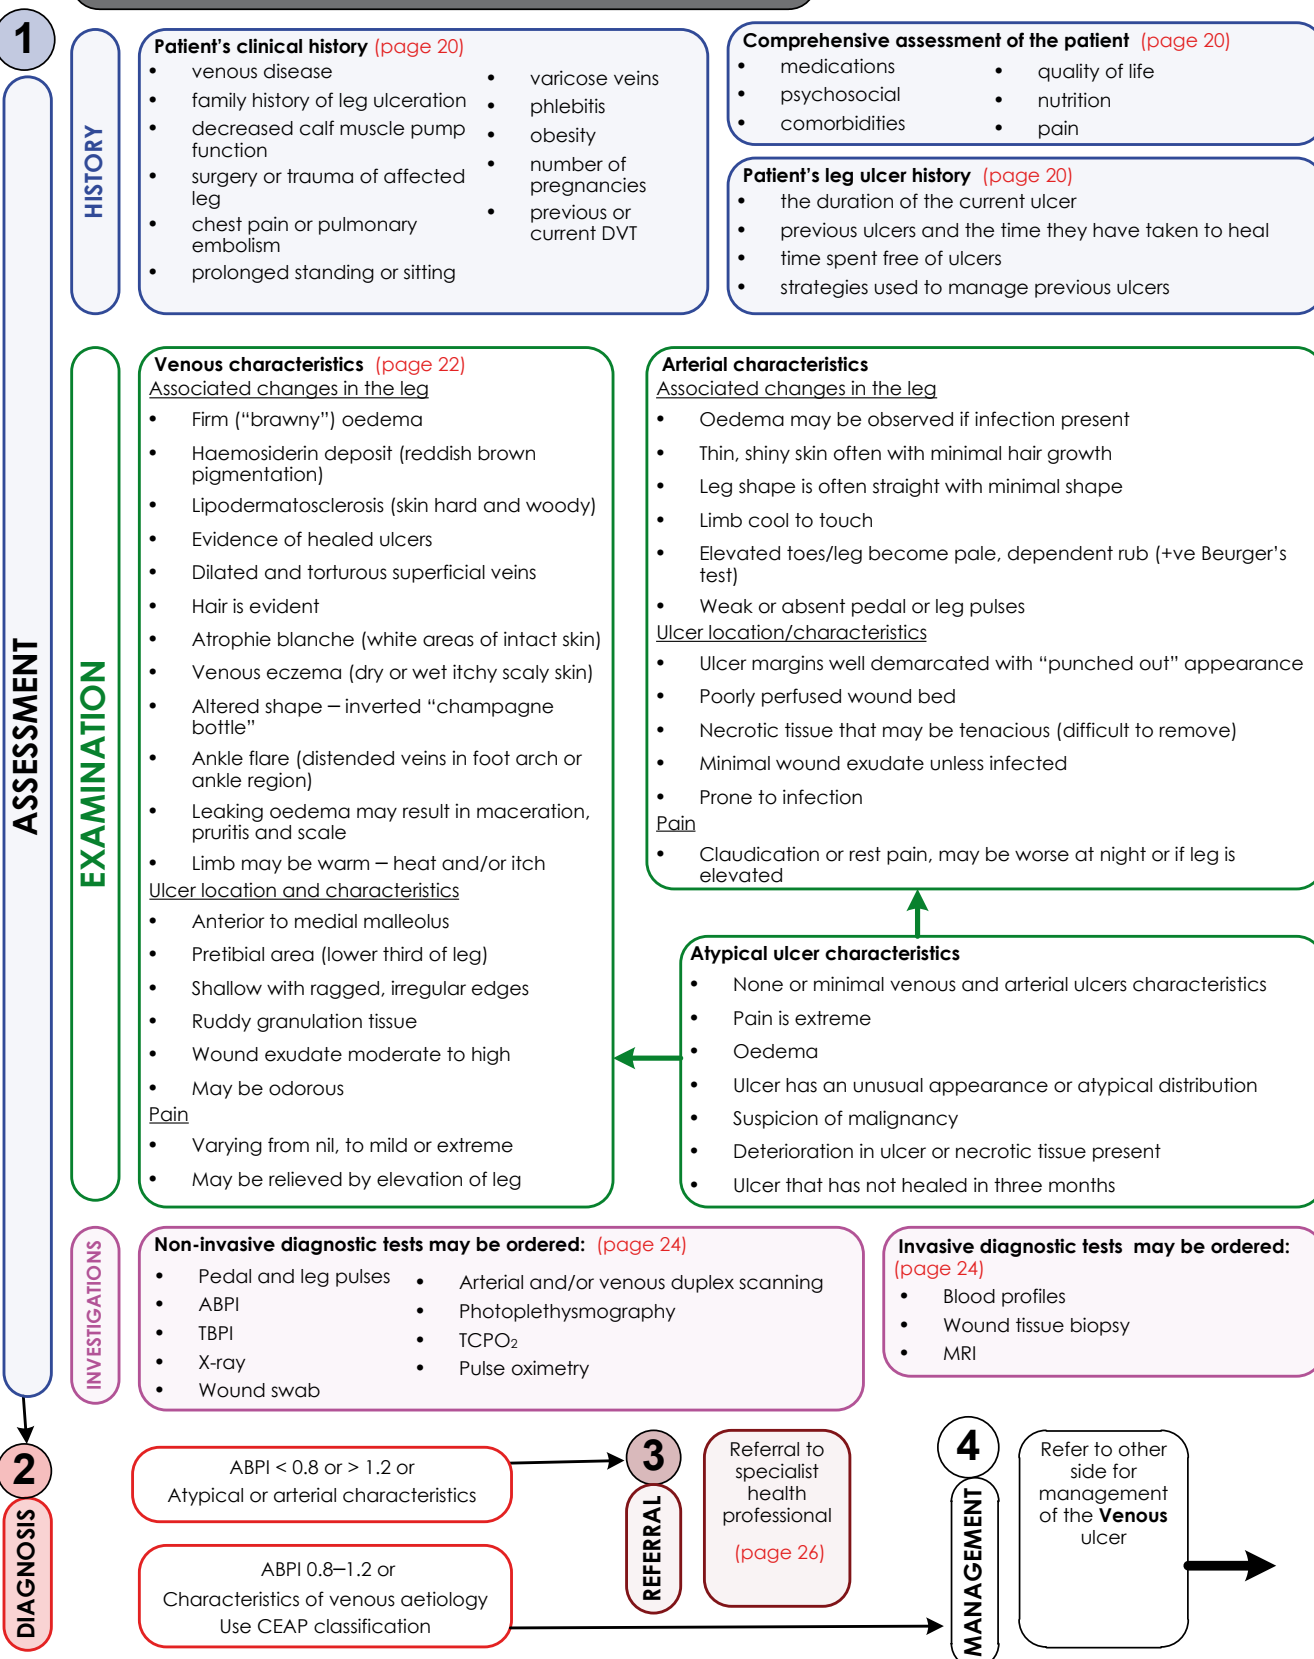 1
ASSESSMENT
HISTORY
Patient's clinical history (page 20)
• venous disease
• family history of leg ulceration
• decreased calf muscle pump
function
• surgery or trauma of affected
leg
• chest pain or pulmonary
embolism
• prolonged standing or sitting
• varicose veins
• phlebitis
• obesity
• number of
pregnancies
• previous or
current DVT
Comprehensive assessment of the patient (page 20)
• medications
• psychosocial
• comorbidities
• quality of life
• nutrition
• pain
Patient's leg ulcer history (page 20)
• the duration of the current ulcer
• previous ulcers and the time they have taken to heal
• time spent free of ulcers
• strategies used to manage previous ulcers
EXAMINATION
Venous characteristics (page 22)
Associated changes in the leg
• Firm (“brawny”) oedema
• Haemosiderin deposit (reddish brown
pigmentation)
• Lipodermatosclerosis (skin hard and woody)
• Evidence of healed ulcers
• Dilated and torturous superficial veins
• Hair is evident
• Atrophie blanche (white areas of intact skin)
• Venous eczema (dry or wet itchy scaly skin)
• Altered shape – inverted “champagne
bottle”
• Ankle flare (distended veins in foot arch or
ankle region)
• Leaking oedema may result in maceration,
pruritis and scale
• Limb may be warm – heat and/or itch
Ulcer location and characteristics
• Anterior to medial malleolus
• Pretibial area (lower third of leg)
• Shallow with ragged, irregular edges
• Ruddy granulation tissue
• Wound exudate moderate to high
• May be odorous
Pain
• Varying from nil, to mild or extreme
• May be relieved by elevation of leg
Arterial characteristics
Associated changes in the leg
• Oedema may be observed if infection present
• Thin, shiny skin often with minimal hair growth
• Leg shape is often straight with minimal shape
• Limb cool to touch
• Elevated toes/leg become pale, dependent rub (+ve Beurger's
test)
• Weak or absent pedal or leg pulses
Ulcer location/characteristics
• Ulcer margins well demarcated with “punched out” appearance
• Poorly perfused wound bed
• Necrotic tissue that may be tenacious (difficult to remove)
• Minimal wound exudate unless infected
• Prone to infection
Pain
• Claudication or rest pain, may be worse at night or if leg is
elevated
Atypical ulcer characteristics
• None or minimal venous and arterial ulcers characteristics
• Pain is extreme
• Oedema
• Ulcer has an unusual appearance or atypical distribution
• Suspicion of malignancy
• Deterioration in ulcer or necrotic tissue present
• Ulcer that has not healed in three months
INVESTIGATIONS
Non-invasive diagnostic tests may be ordered: (page 24)
• Pedal and leg pulses
• ABPI
• TBPI
• X-ray
• Wound swab
• Arterial and/or venous duplex scanning
• Photoplethysmography
• TCPO₂
• Pulse oximetry
Invasive diagnostic tests may be ordered:
(page 24)
• Blood profiles
• Wound tissue biopsy
• MRI
2
DIAGNOSIS
ABPI < 0.8 or > 1.2 or
Atypical or arterial characteristics
ABPI 0.8–1.2 or
Characteristics of venous aetiology
Use CEAP classification
3
REFERRAL
Referral to
specialist
health
professional
(page 26)
4
MANAGEMENT
Refer to other
side for
management
of the Venous
ulcer